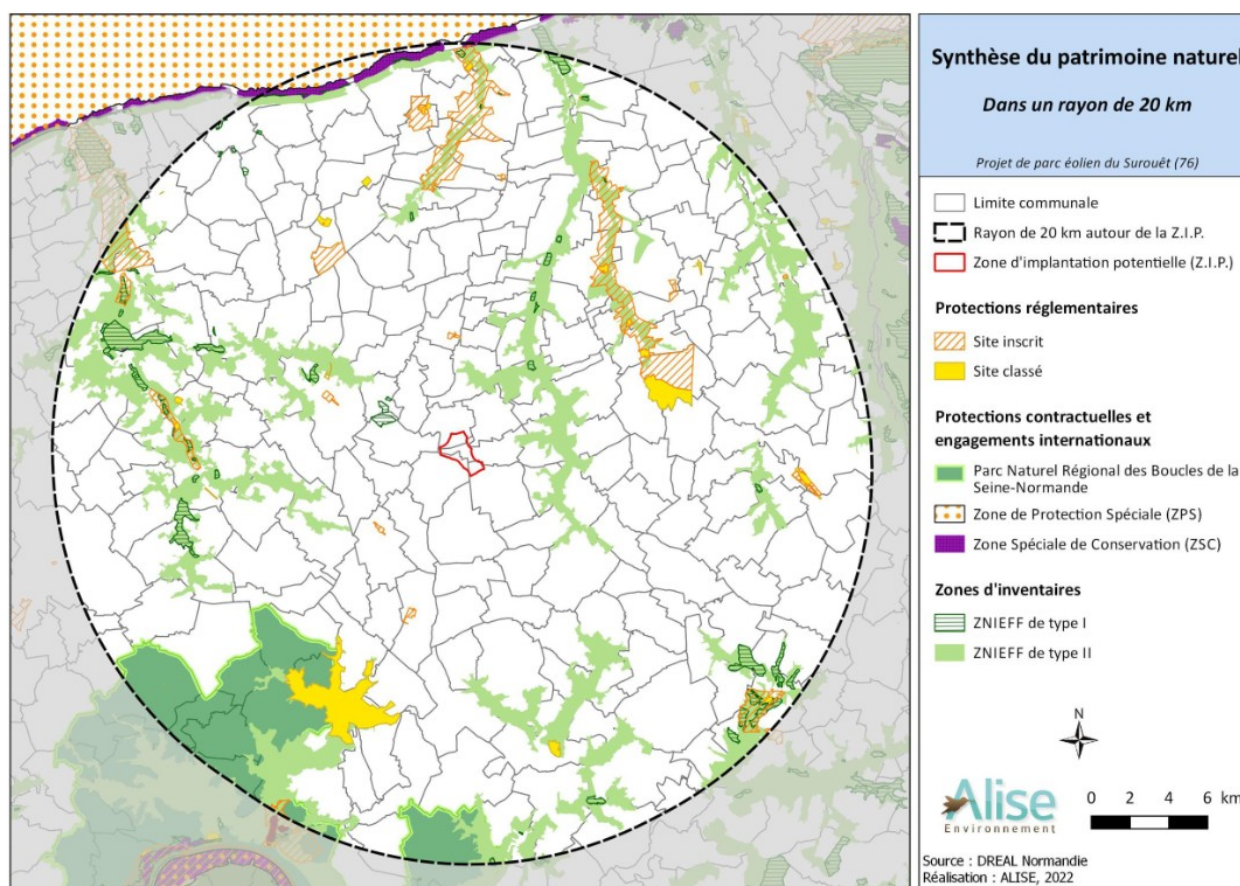 Synthèse du patrimoine naturel
Dans un rayon de 20 km
Projet de parc éolien du Surouêt (76)
Limite communale
Rayon de 20 km autour de la Z.I.P.
Zone d'implantation potentielle (Z.I.P.)
Protections réglementaires
Site inscrit
Site classé
Protections contractuelles et
engagements internationaux
Parc Naturel Régional des Boucles de la
Seine-Normande
Zone de Protection Spéciale (ZPS)
Zone Spéciale de Conservation (ZSC)
Zones d'inventaires
ZNIEFF de type I
ZNIEFF de type II
N
Alise
Environnement
0 2 4 6 km
Source : DREAL Normandie
Réalisation : ALISE, 2022